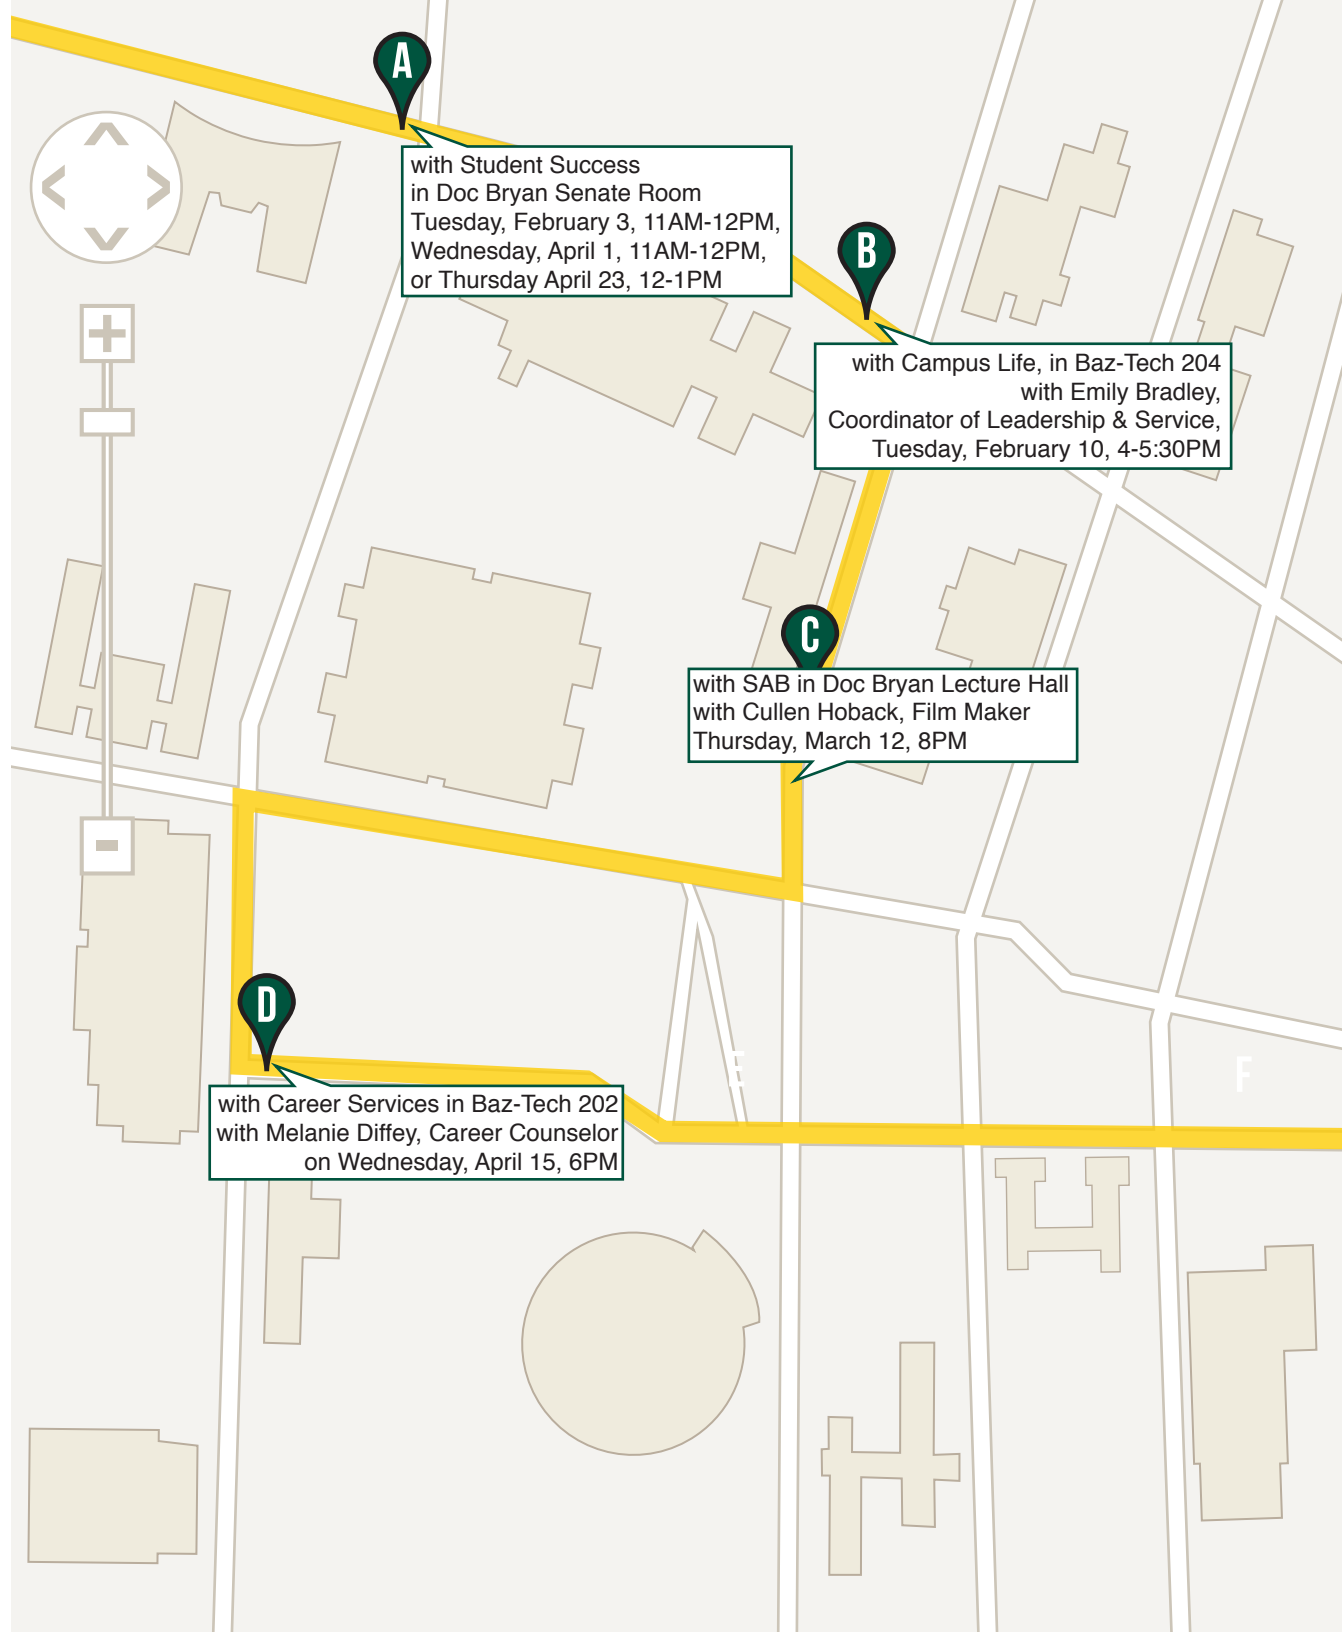 A
with Student Success
in Doc Bryan Senate Room
Tuesday, February 3, 11AM-12PM,
Wednesday, April 1, 11AM-12PM,
or Thursday April 23, 12-1PM
B
with Campus Life, in Baz-Tech 204
with Emily Bradley,
Coordinator of Leadership & Service,
Tuesday, February 10, 4-5:30PM
C
with SAB in Doc Bryan Lecture Hall
with Cullen Hoback, Film Maker
Thursday, March 12, 8PM
D
with Career Services in Baz-Tech 202
with Melanie Diffey, Career Counselor
on Wednesday, April 15, 6PM
E
F